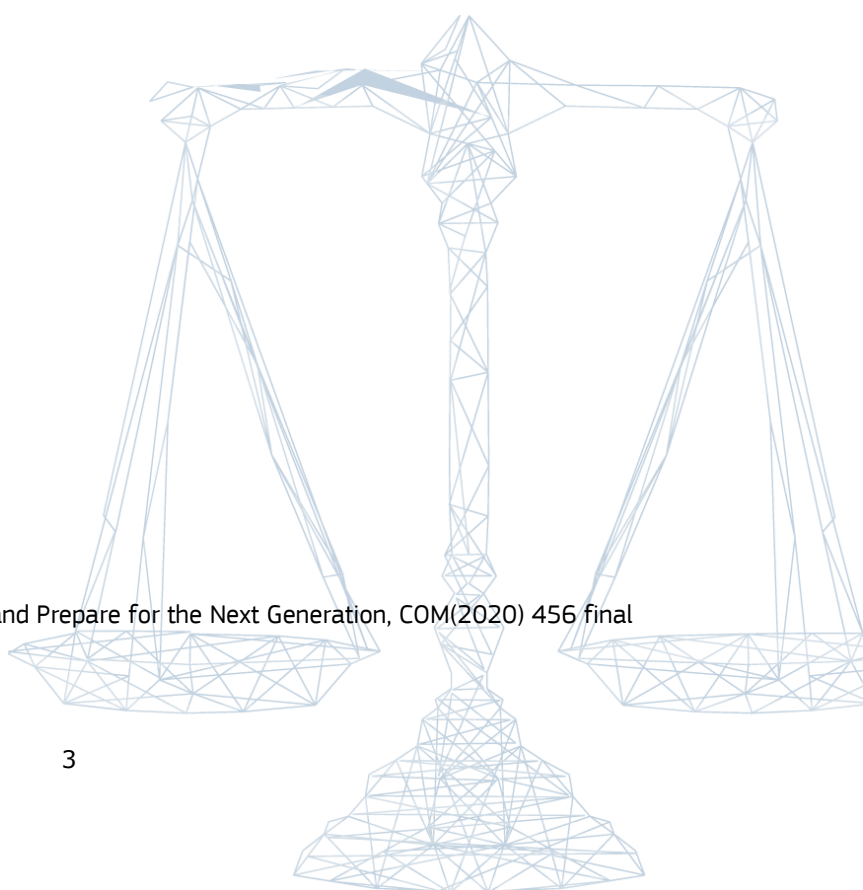 and Prepare for the Next Generation, COM(2020) 456 final
3